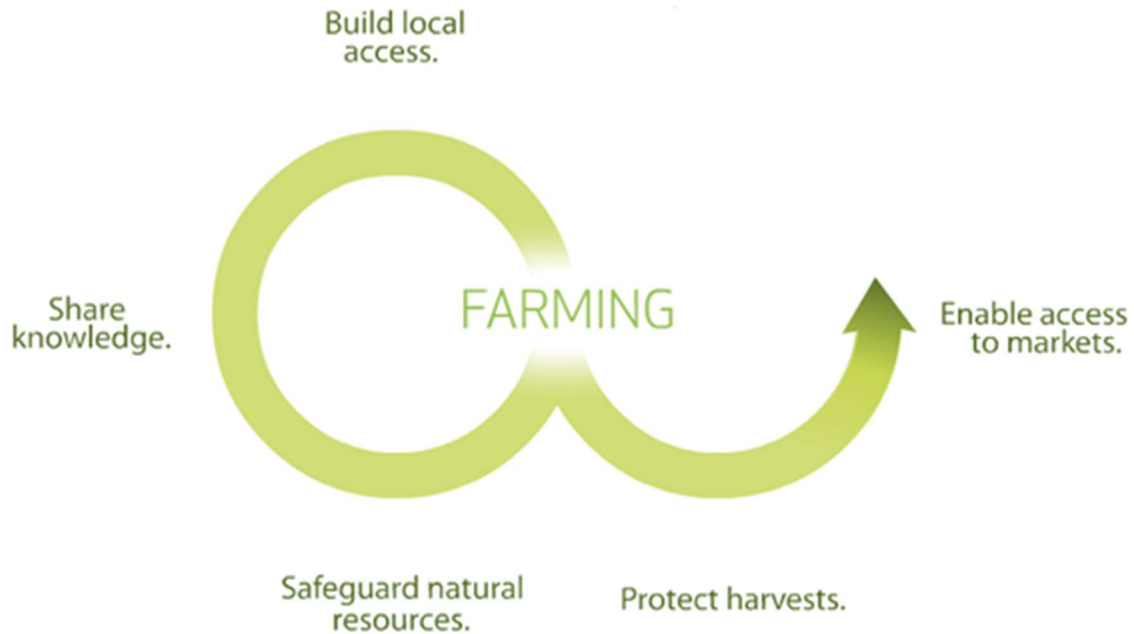 Build local
access.
Share
knowledge.
FARMING
Enable access
to markets.
Safeguard natural
resources.
Protect harvests.